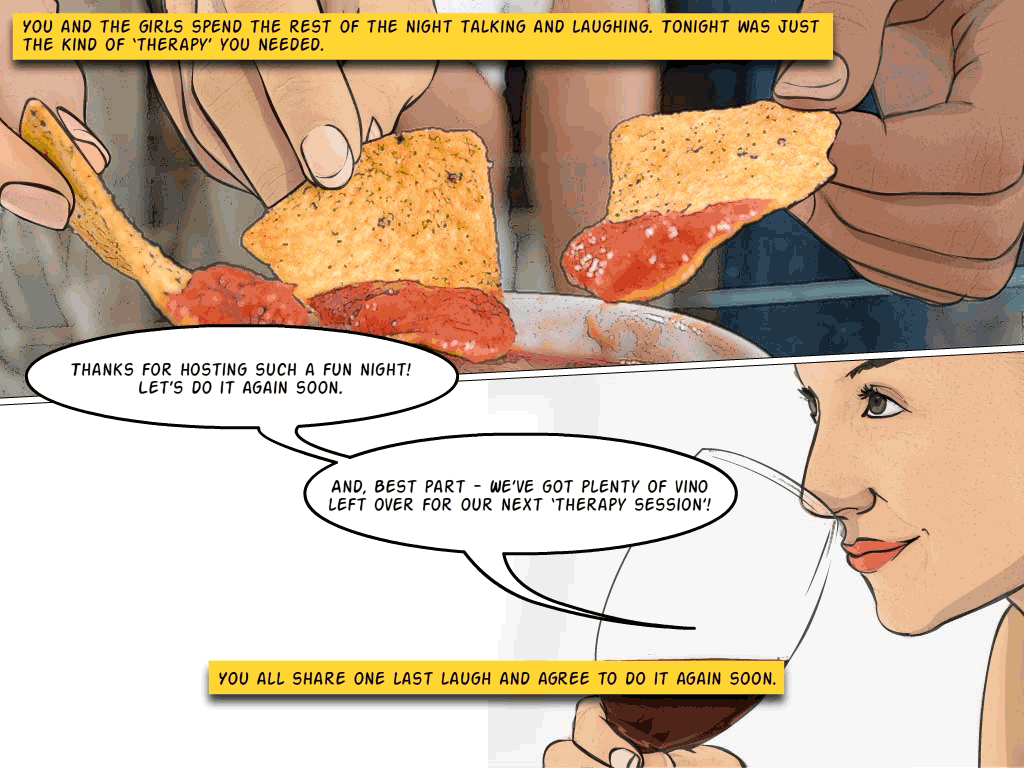 YOU AND THE GIRLS SPEND THE REST OF THE NIGHT TALKING AND LAUGHING. TONIGHT WAS JUST
THE KIND OF 'THERAPY' YOU NEEDED.
THANKS FOR HOSTING SUCH A FUN NIGHT!
LET'S DO IT AGAIN SOON.
AND, BEST PART - WE'VE GOT PLENTY OF VINO
LEFT OVER FOR OUR NEXT 'THERAPY SESSION'!
YOU ALL SHARE ONE LAST LAUGH AND AGREE TO DO IT AGAIN SOON.